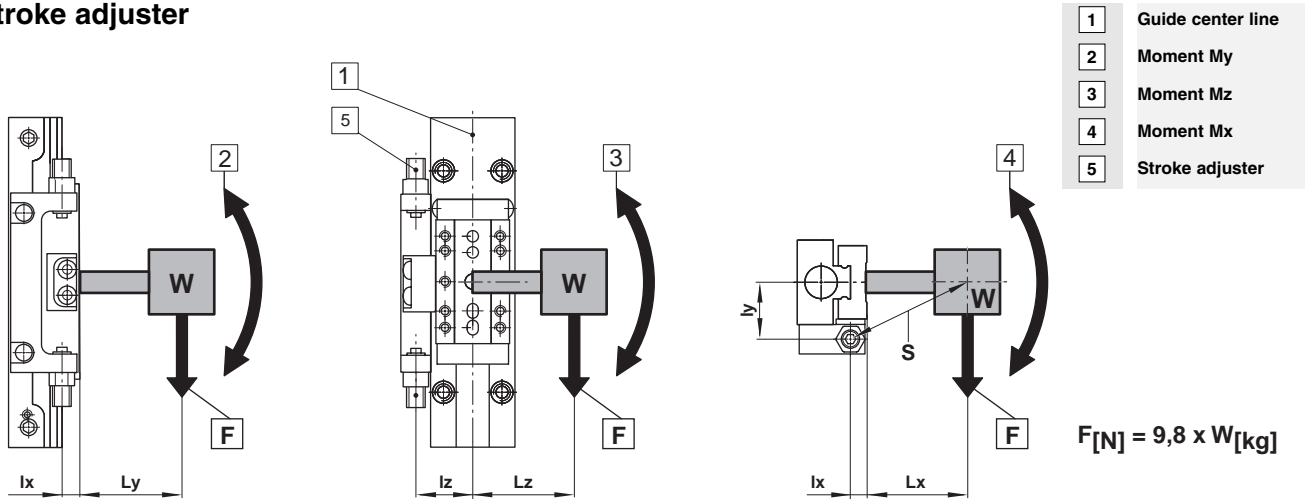 troke adjuster
1 Guide center line
2 Moment My
3 Moment Mz
4 Moment Mx
5 Stroke adjuster
1
5
2
3
4
W
W
W
ly
S
F
F
F
F[N] = 9,8 x W[kg]
lx
Ly
lz
Lz
lx
Lx